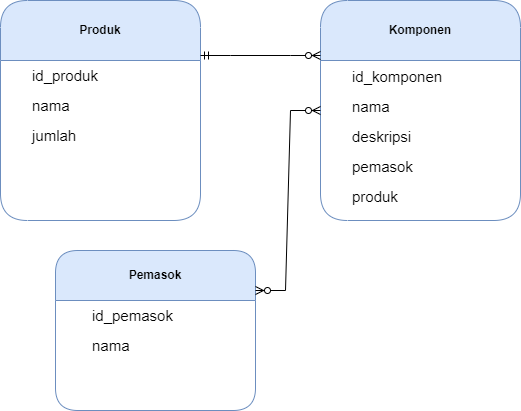 Produk
id_produk
nama
jumlah
Komponen
id_komponen
nama
deskripsi
pemasok
produk
Pemasok
id_pemasok
nama